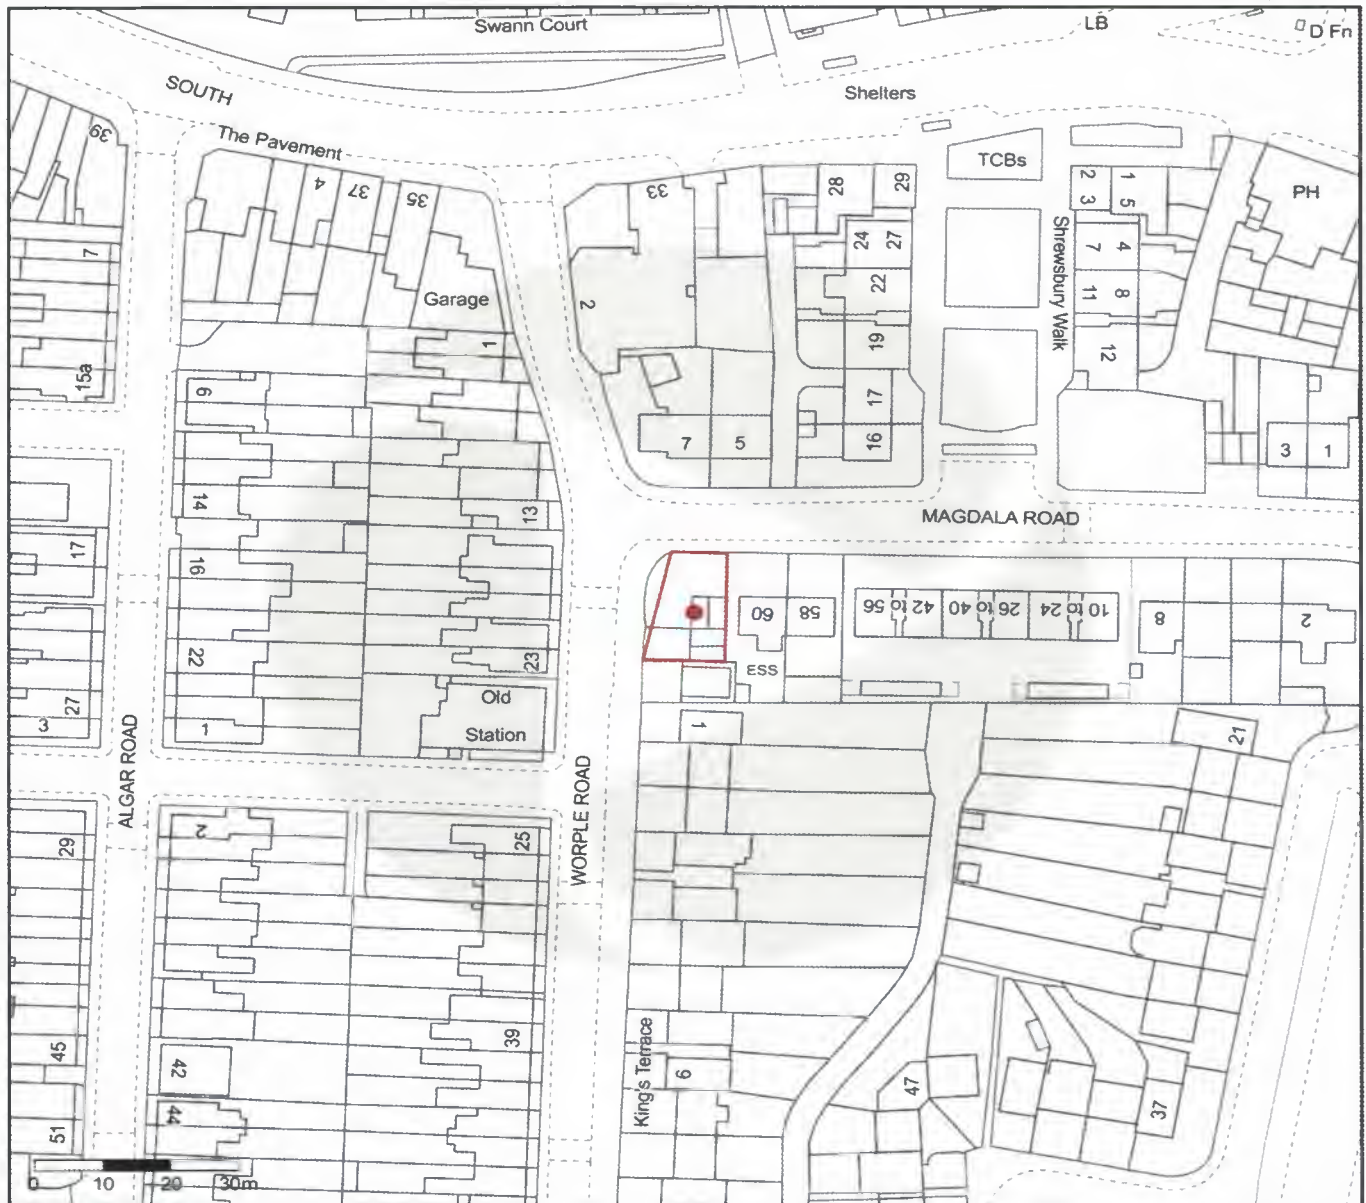 Swann Court
LB
D Fn
SOUTH
Shelters
39
The Pavement
TCBs
4
37
35
33
28
29
2
1
3
5
PH
7
24
27
7
4
Garage
2
22
11
8
Shrewsbury Walk
1
19
12
15a
6
17
7
5
16
3
1
14
13
MAGDALA ROAD
17
16
60
58
42 to 56
26 to 40
10 to 24
8
2
22
23
ESS
27
Old
Station
3
1
1
21
ALGAR ROAD
WORPLE ROAD
29
2
25
39
King's Terrace
45
42
6
47
44
37
51
0 10 20 30m